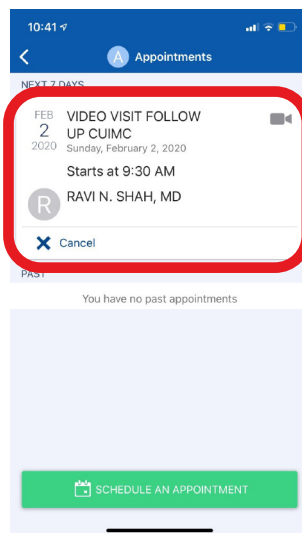 10:41
A Appointments
NEXT 7 DAYS
FEB
2
2020
VIDEO VISIT FOLLOW
UP CUIMC
Sunday, February 2, 2020
Starts at 9:30 AM
R
RAVI N. SHAH, MD
Cancel
PAST
You have no past appointments
SCHEDULE AN APPOINTMENT